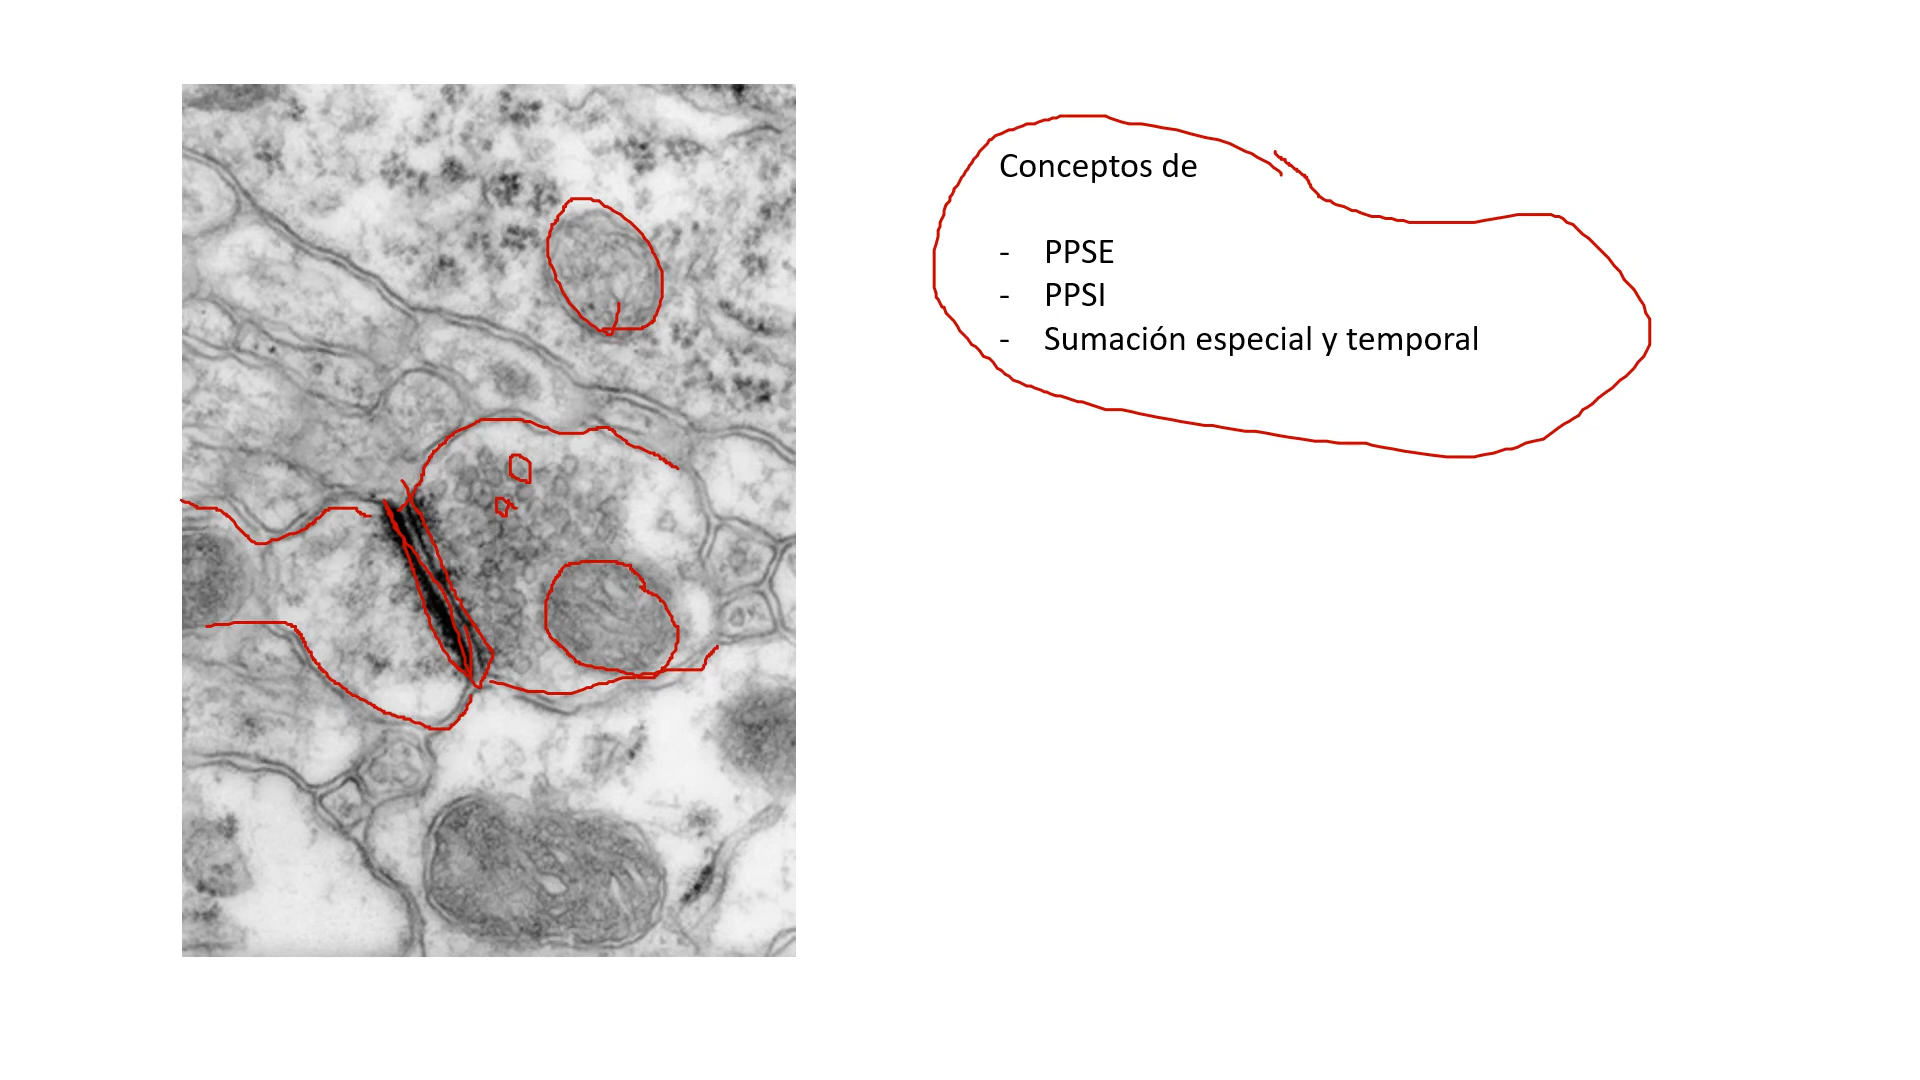 Conceptos de
- PPSE
- PPSI
- Sumación especial y temporal